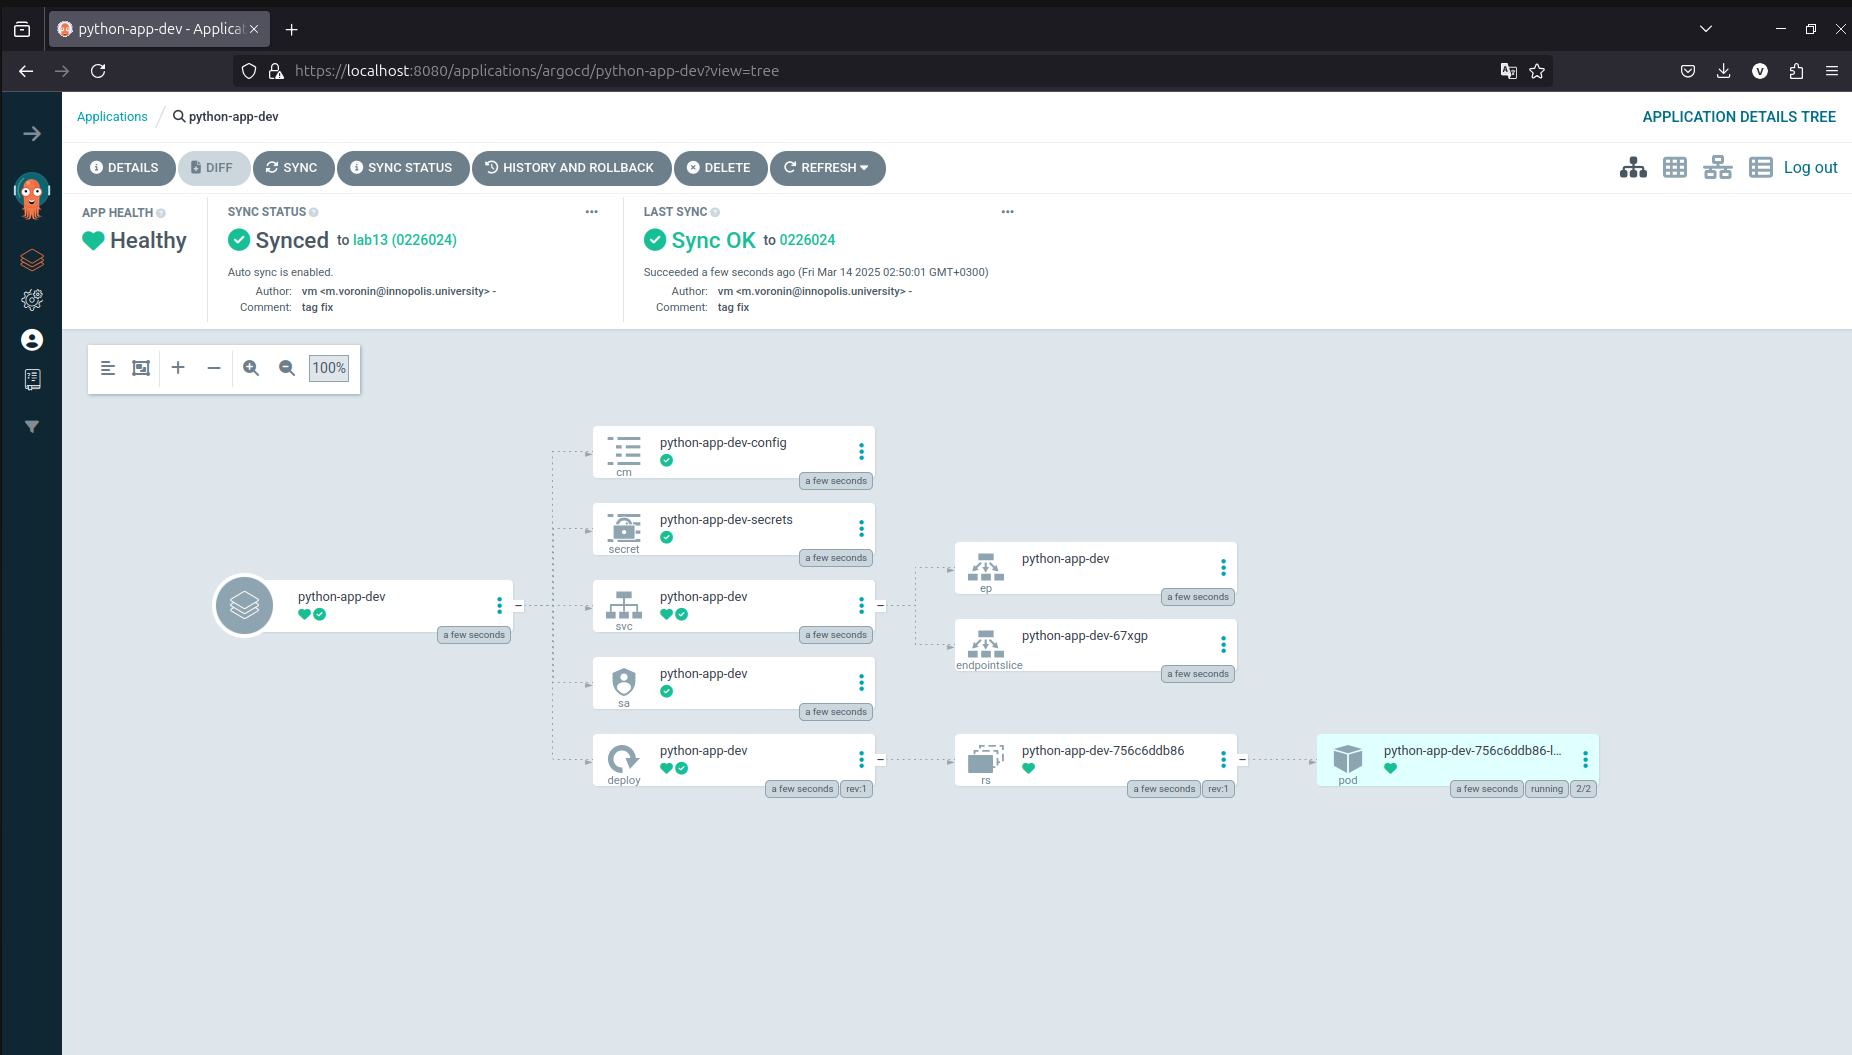 python-app-dev - Applica
https://localhost:8080/applications/argocd/python-app-dev?view=tree
Applications / python-app-dev
APPLICATION DETAILS TREE
DETAILS DIFF SYNC SYNC STATUS HISTORY AND ROLLBACK DELETE REFRESH
Log out
APP HEALTH
Healthy
SYNC STATUS
Synced to lab13 (0226024)
Auto sync is enabled.
Author: vm <m.voronin@innopolis.university> -
Comment: tag fix
LAST SYNC
Sync OK to 0226024
Succeeded a few seconds ago (Fri Mar 14 2025 02:50:01 GMT+0300)
Author: vm <m.voronin@innopolis.university> -
Comment: tag fix
100%
python-app-dev
a few seconds
cm
python-app-dev-config
a few seconds
secret
python-app-dev-secrets
a few seconds
svc
python-app-dev
a few seconds
sa
python-app-dev
a few seconds
deploy
python-app-dev
a few seconds rev:1
ep
python-app-dev
a few seconds
endpointslice
python-app-dev-67xgp
a few seconds
rs
python-app-dev-756c6ddb86
a few seconds rev:1
pod
python-app-dev-756c6ddb86-l...
a few seconds running 2/2